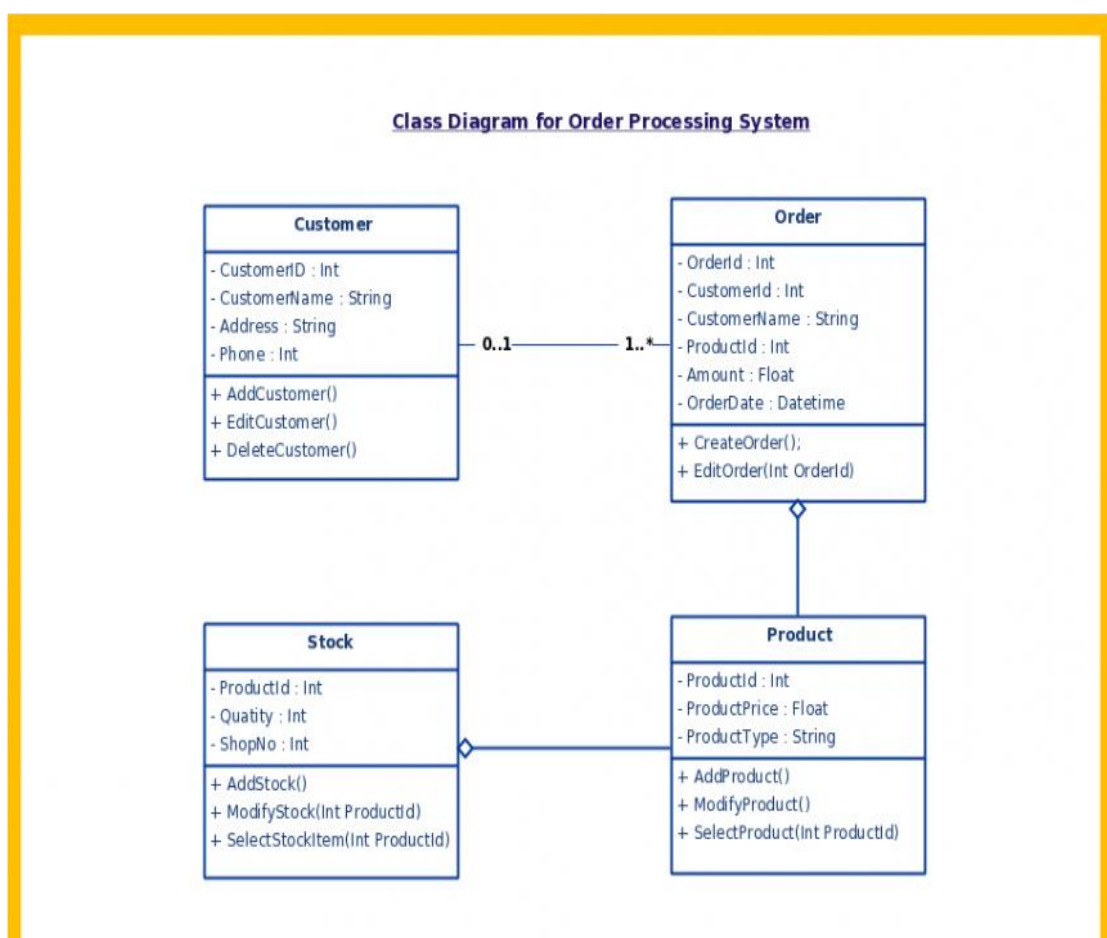 Class Diagram for Order Processing System
Customer
- CustomerID : Int
- CustomerName : String
- Address : String
- Phone : Int
+ AddCustomer()
+ EditCustomer()
+ DeleteCustomer()
0..1
1..*
Order
- OrderId : Int
- CustomerId : Int
- CustomerName : String
- ProductId : Int
- Amount : Float
- OrderDate : Datetime
+ CreateOrder();
+ EditOrder(Int OrderId)
Stock
- ProductId : Int
- Quatity : Int
- ShopNo : Int
+ AddStock()
+ ModifyStock(Int ProductId)
+ SelectStockItem(Int ProductId)
Product
- ProductId : Int
- ProductPrice : Float
- ProductType : String
+ AddProduct()
+ ModifyProduct()
+ SelectProduct(Int ProductId)